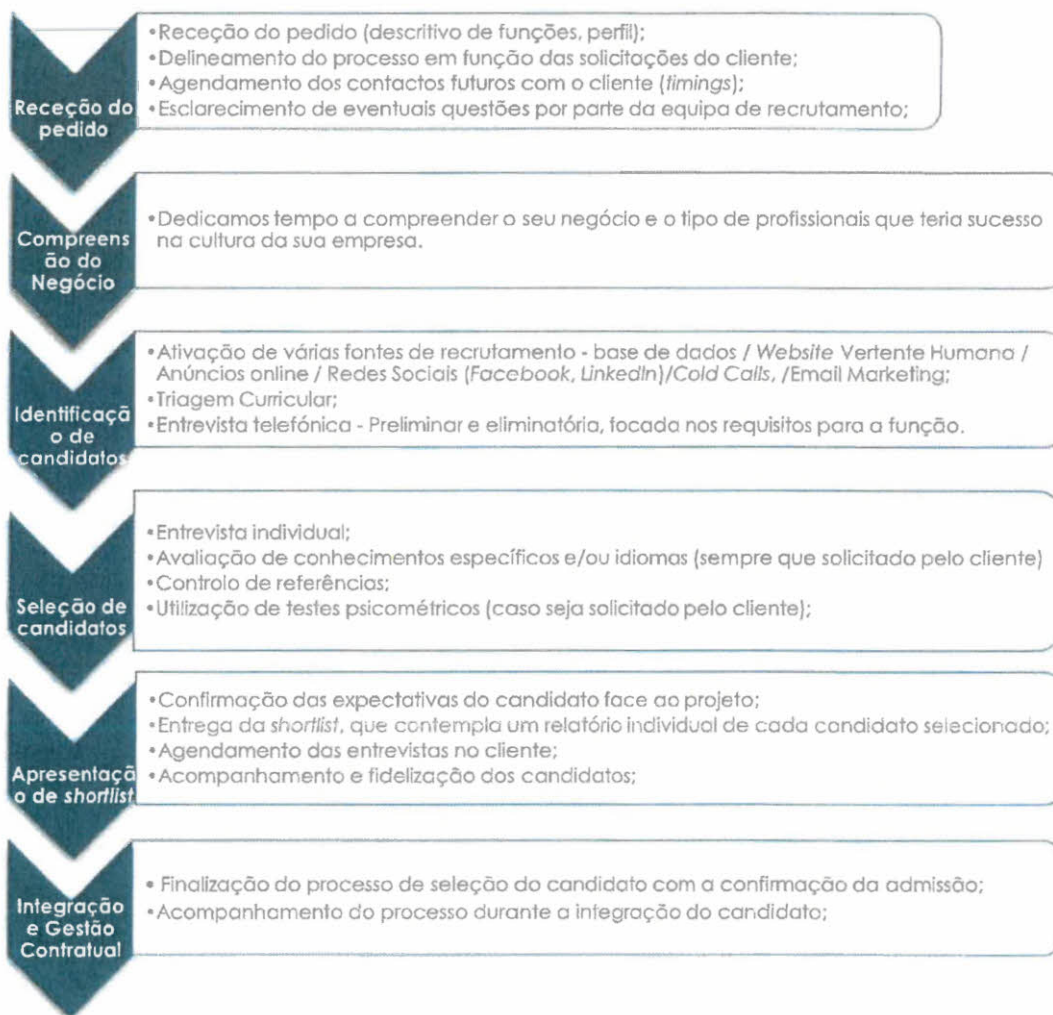 Receção do
pedido
•Receção do pedido (descritivo de funções, perfil);
•Delineamento do processo em função das solicitações do cliente;
•Agendamento dos contactos futuros com o cliente (timings);
•Esclarecimento de eventuais questões por parte da equipa de recrutamento;
Compreens
ão do
Negócio
•Dedicamos tempo a compreender o seu negócio e o tipo de profissionais que teria sucesso
na cultura da sua empresa.
Identificaçã
o de
candidatos
•Ativação de várias fontes de recrutamento - base de dados / Website Vertente Humana /
Anúncios online / Redes Sociais (Facebook, LinkedIn)/Cold Calls, /Email Marketing;
•Triagem Curricular;
•Entrevista telefónica - Preliminar e eliminatória, focada nos requisitos para a função.
Seleção de
candidatos
•Entrevista individual;
•Avaliação de conhecimentos específicos e/ou idiomas (sempre que solicitado pelo cliente)
•Controlo de referências;
•Utilização de testes psicométricos (caso seja solicitado pelo cliente);
Apresentaçã
o de shortlist
•Confirmação das expectativas do candidato face ao projeto;
•Entrega da shortlist, que contempla um relatório individual de cada candidato selecionado;
•Agendamento das entrevistas no cliente;
•Acompanhamento e fidelização dos candidatos;
Integração
e Gestão
Contratual
• Finalização do processo de seleção do candidato com a confirmação da admissão;
•Acompanhamento do processo durante a integração do candidato;